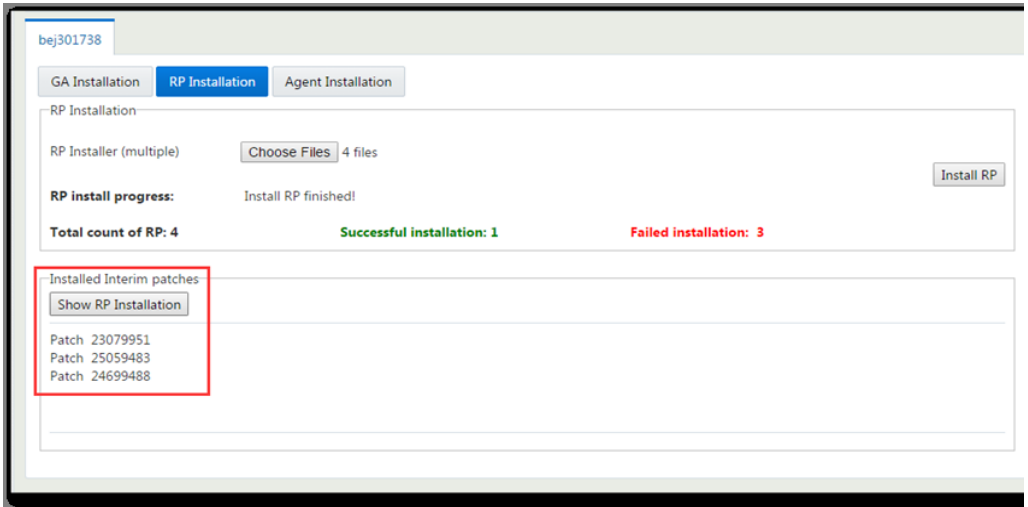 bej301738
GA Installation RP Installation Agent Installation
RP Installation
RP Installer (multiple) Choose Files 4 files
Install RP
RP install progress: Install RP finished!
Total count of RP: 4 Successful installation: 1 Failed installation: 3
Installed Interim patches
Show RP Installation
Patch 23079951
Patch 25059483
Patch 24699488